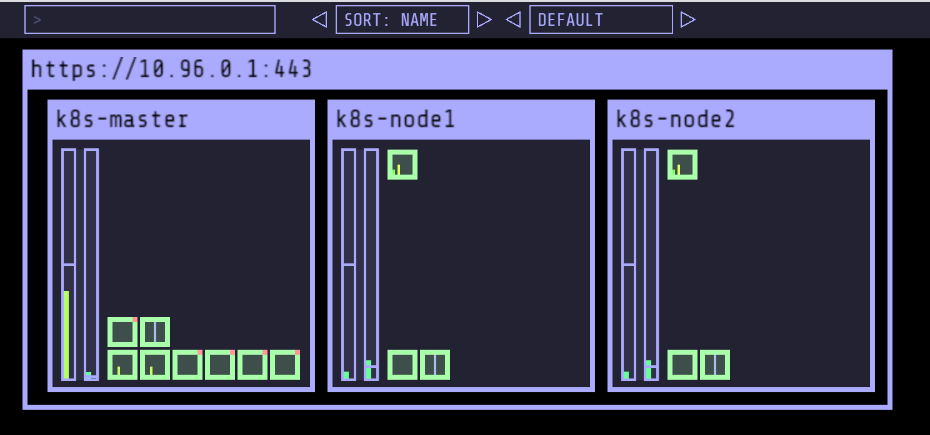 >
SORT: NAME
DEFAULT
https://10.96.0.1:443
k8s-master
k8s-node1
k8s-node2